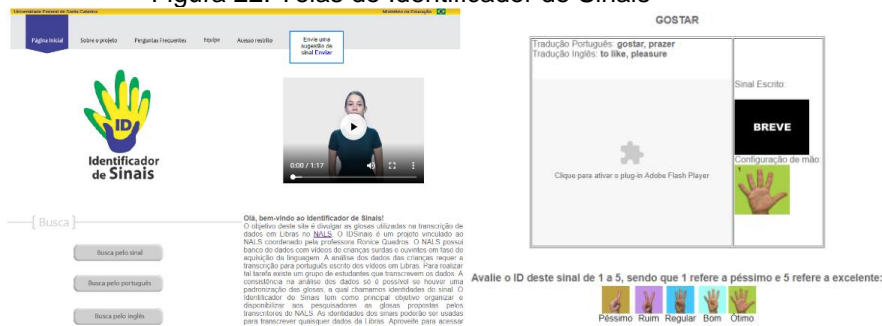 Figura 22: Telas do Identificador de Sinais
Universidade Federal de Santa Catarina
Ministério da Educação
Página Inicial
Sobre o projeto
Perguntas Frequentes
Equipe
Acesso restrito
Envie uma
sugestão de
sinal Enviar
ID
Identificador
de Sinais
0:00 / 1:17
Busca
Busca pelo sinal
Busca pelo português
Busca pelo inglês
Olá, bem-vindo ao Identificador de Sinais!
O objetivo deste site é divulgar as glosas utilizadas na transcrição de
dados em Libras no NALS. O IDSinais é um projeto vinculado ao
NALS coordenado pela professora Ronice Quadros. O NALS possui
banco de dados com vídeos de crianças surdas e ouvintes em fase de
aquisição da linguagem. A análise dos dados das crianças requer a
transcrição para português escrito dos vídeos em Libras. Para realizar
tal tarefa existe um grupo de estudantes que transcrevem os dados. A
consistência na análise dos dados só é possível se houver uma
padronização das glosas, a qual chamamos identidades do sinal. O
Identificador de Sinais tem como principal objetivo organizar e
disponibilizar aos pesquisadores as glosas propostas pelos
transcritores do NALS. As identidades dos sinais poderão ser usadas
para transcrever quaisquer dados da Libras. Aproveite para acessar
GOSTAR
Tradução Português: gostar, prazer
Tradução Inglês: to like, pleasure
Clique para ativar o plug-in Adobe Flash Player
Sinal Escrito:
BREVE
Configuração de mão:
Avalie o ID deste sinal de 1 a 5, sendo que 1 refere a péssimo e 5 refere a excelente:
Péssimo Ruim Regular Bom Ótimo